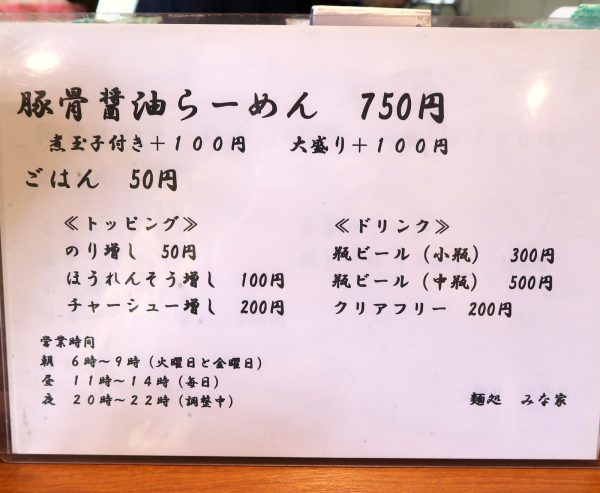 豚骨醤油らーめん　750円
煮玉子付き＋１００円　大盛り＋１００円
ごはん　50円
≪トッピング≫
のり増し　50円
ほうれんそう増し　100円
チャーシュー増し　200円
≪ドリンク≫
瓶ビール（小瓶）　300円
瓶ビール（中瓶）　500円
クリアフリー　200円
営業時間
朝　６時～９時（火曜日と金曜日）
昼　１１時～１４時（毎日）
夜　２０時～２２時（調整中）
麺処　みな家